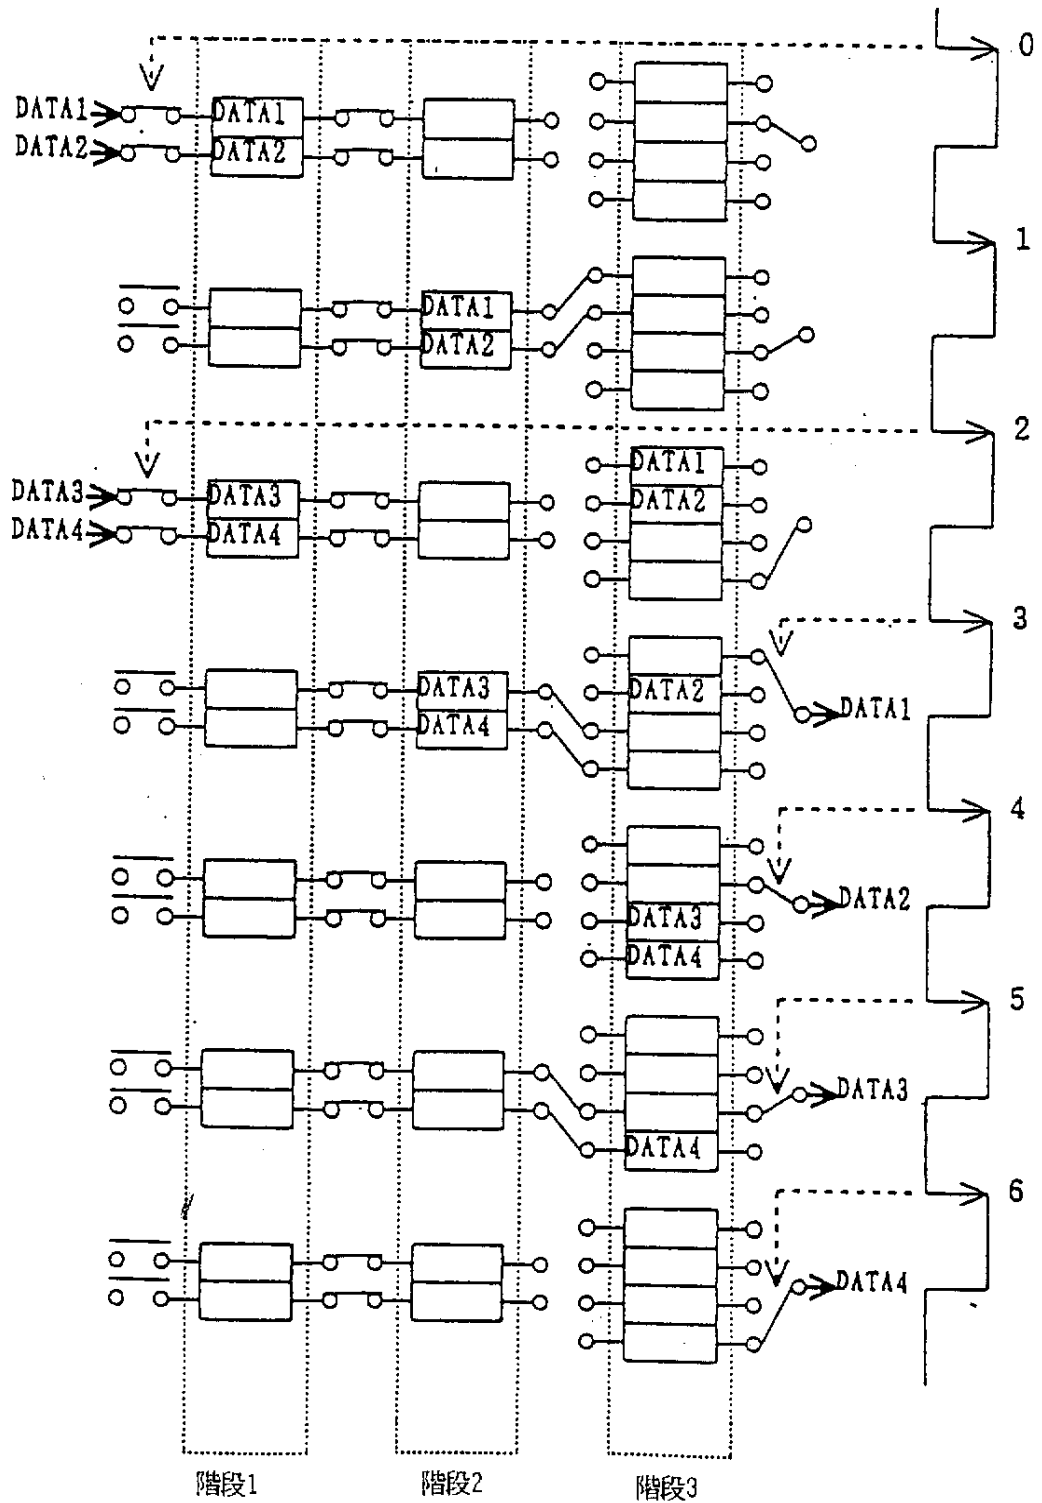 0
DATA1 DATA1
DATA2 DATA2
1
DATA1
DATA2
2
DATA1
DATA3 DATA3 DATA2
DATA4 DATA4
3
DATA3 DATA2
DATA4 DATA1
4
DATA2
DATA3
DATA4
5
DATA3
DATA4
6
DATA4
階段1 階段2 階段3